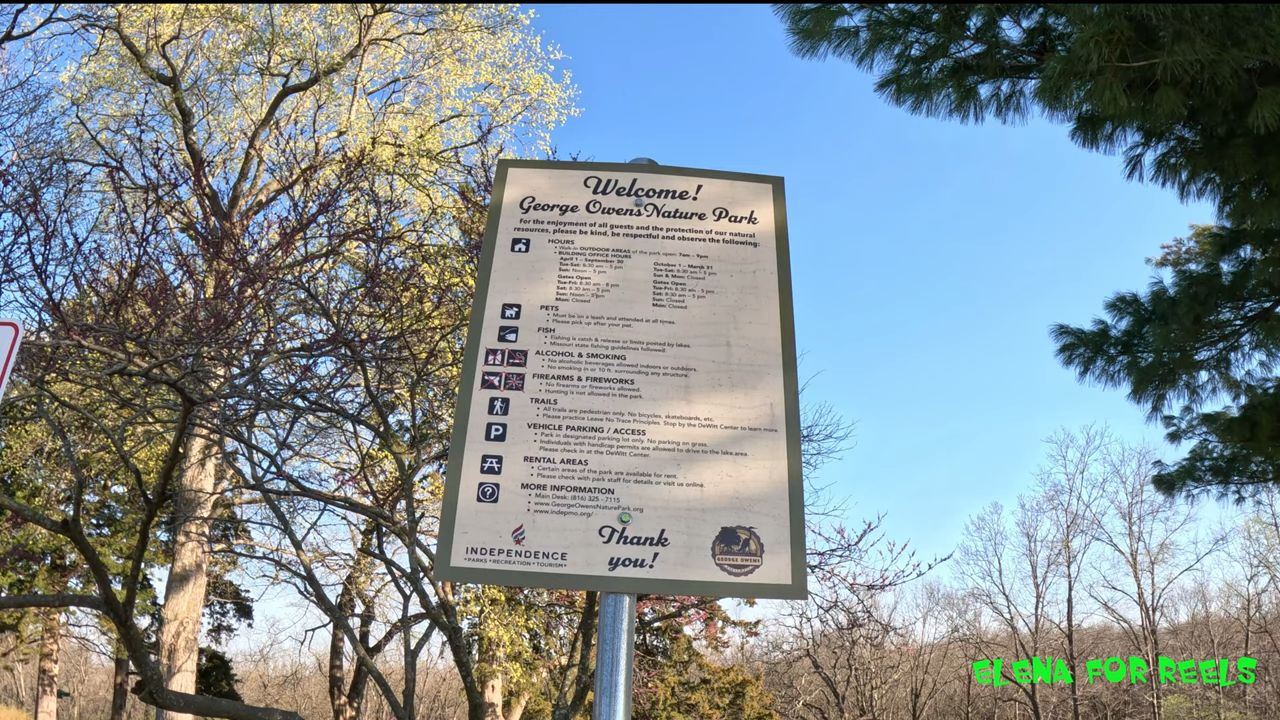 Welcome!
George Owens Nature Park
For the enjoyment of all guests and the protection of our natural
resources, please be kind, be respectful and observe the following:
HOURS
• Walk-in OUTDOOR AREAS of the park open: 7am – 9pm
• BUILDING OFFICE HOURS
April 1 – September 30
Tue-Sat: 8:30 am – 5 pm
Sun: Noon – 5 pm
Gates Open
Tue-Fri: 8:30 am - 8 pm
Sat: 8:30 am – 5 pm
Sun: Noon – 5 pm
Mon: Closed
October 1 – March 31
Tue-Sat: 8:30 am – 5 pm
Sun & Mon: Closed
Gates Open
Tue-Fri: 8:30 am - 5 pm
Sat: 8:30 am – 5 pm
Sun: Closed
Mon: Closed
PETS
• Must be on a leash and attended at all times.
• Please pick up after your pet.
FISH
• Fishing is catch & release or limits posted by lakes.
• Missouri state fishing guidelines followed.
ALCOHOL & SMOKING
• No alcoholic beverages allowed indoors or outdoors.
• No smoking in or 10 ft. surrounding any structure.
FIREARMS & FIREWORKS
• No firearms or fireworks allowed.
• Hunting is not allowed in the park.
TRAILS
• All trails are pedestrian only. No bicycles, skateboards, etc.
• Please practice Leave No Trace Principles. Stop by the DeWitt Center to learn more.
P
VEHICLE PARKING / ACCESS
• Park in designated parking lot only. No parking on grass.
• Individuals with handicap permits are allowed to drive to the lake area.
Please check in at the DeWitt Center.
RENTAL AREAS
• Certain areas of the park are available for rent.
• Please check with park staff for details or visit us online.
?
MORE INFORMATION
• Main Desk: (816) 325 - 7115
• www.GeorgeOwensNaturePark.org
• www.indepmo.org/
Thank
you!
INDEPENDENCE
• PARKS • RECREATION • TOURISM •
GEORGE OWENS
ELENA FOR REELS